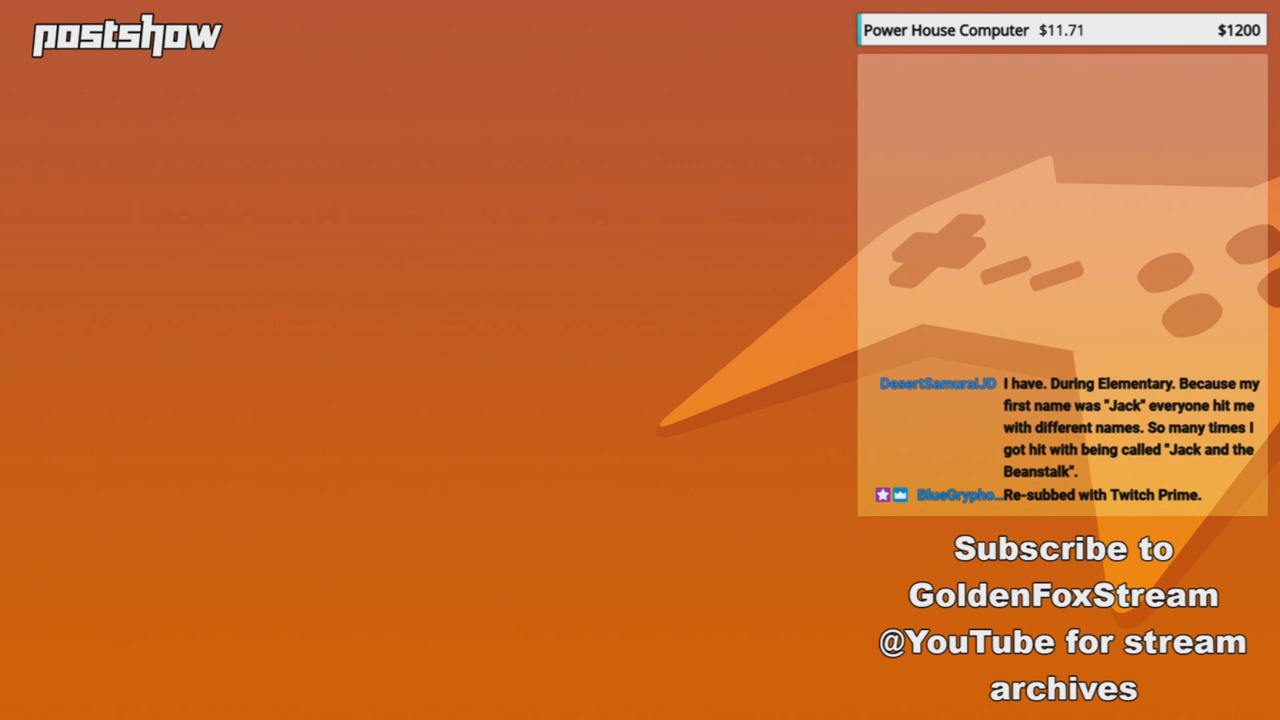 postshow
Power House Computer $11.71 $1200
DesertSamuraiJD I have. During Elementary. Because my
first name was "Jack" everyone hit me
with different names. So many times I
got hit with being called "Jack and the
Beanstalk".
BlueGrypho... Re-subbed with Twitch Prime.
Subscribe to
GoldenFoxStream
@YouTube for stream
archives